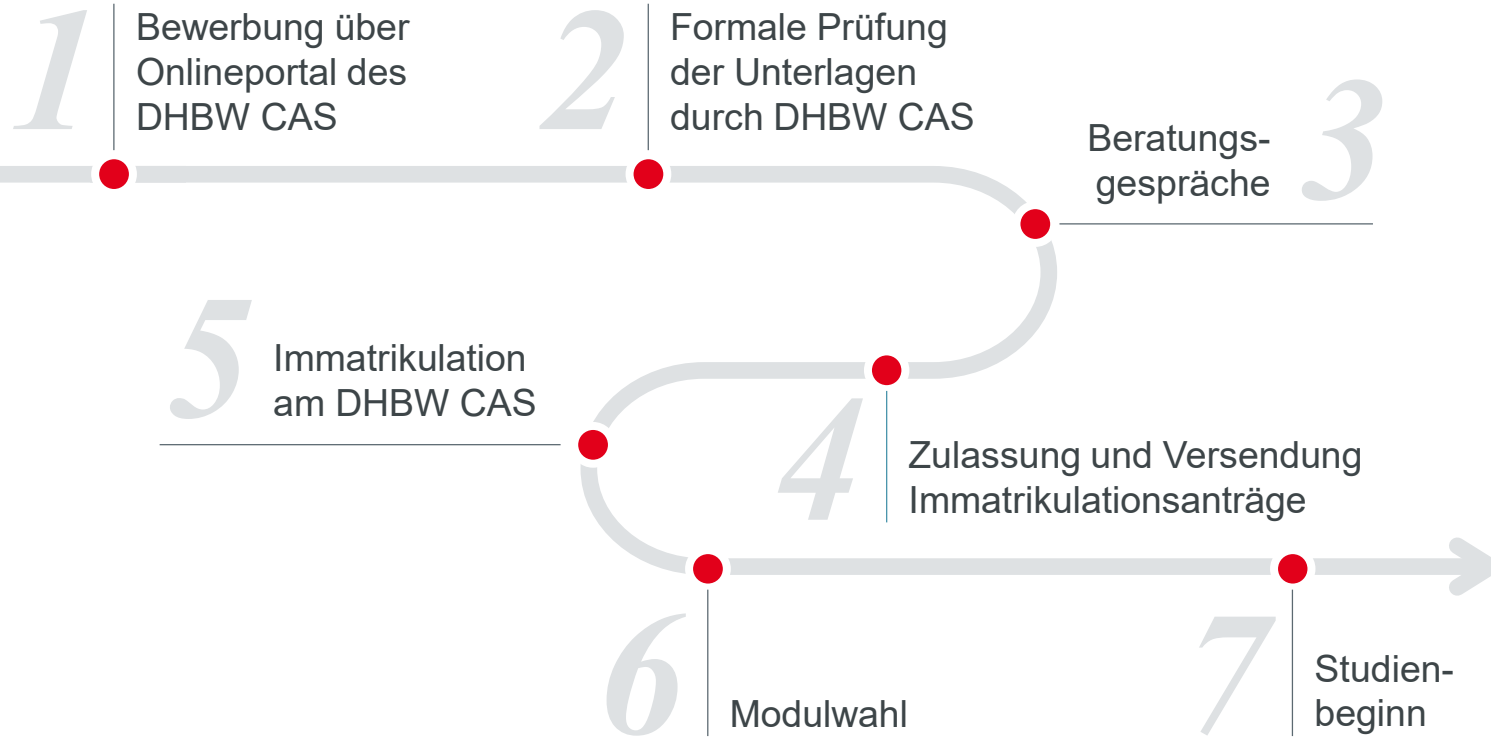 1
Bewerbung über
Onlineportal des
DHBW CAS
2
Formale Prüfung
der Unterlagen
durch DHBW CAS
3
Beratungs-
gespräche
4
Zulassung und Versendung
Immatrikulationsanträge
5
Immatrikulation
am DHBW CAS
6
Modulwahl
7
Studien-
beginn